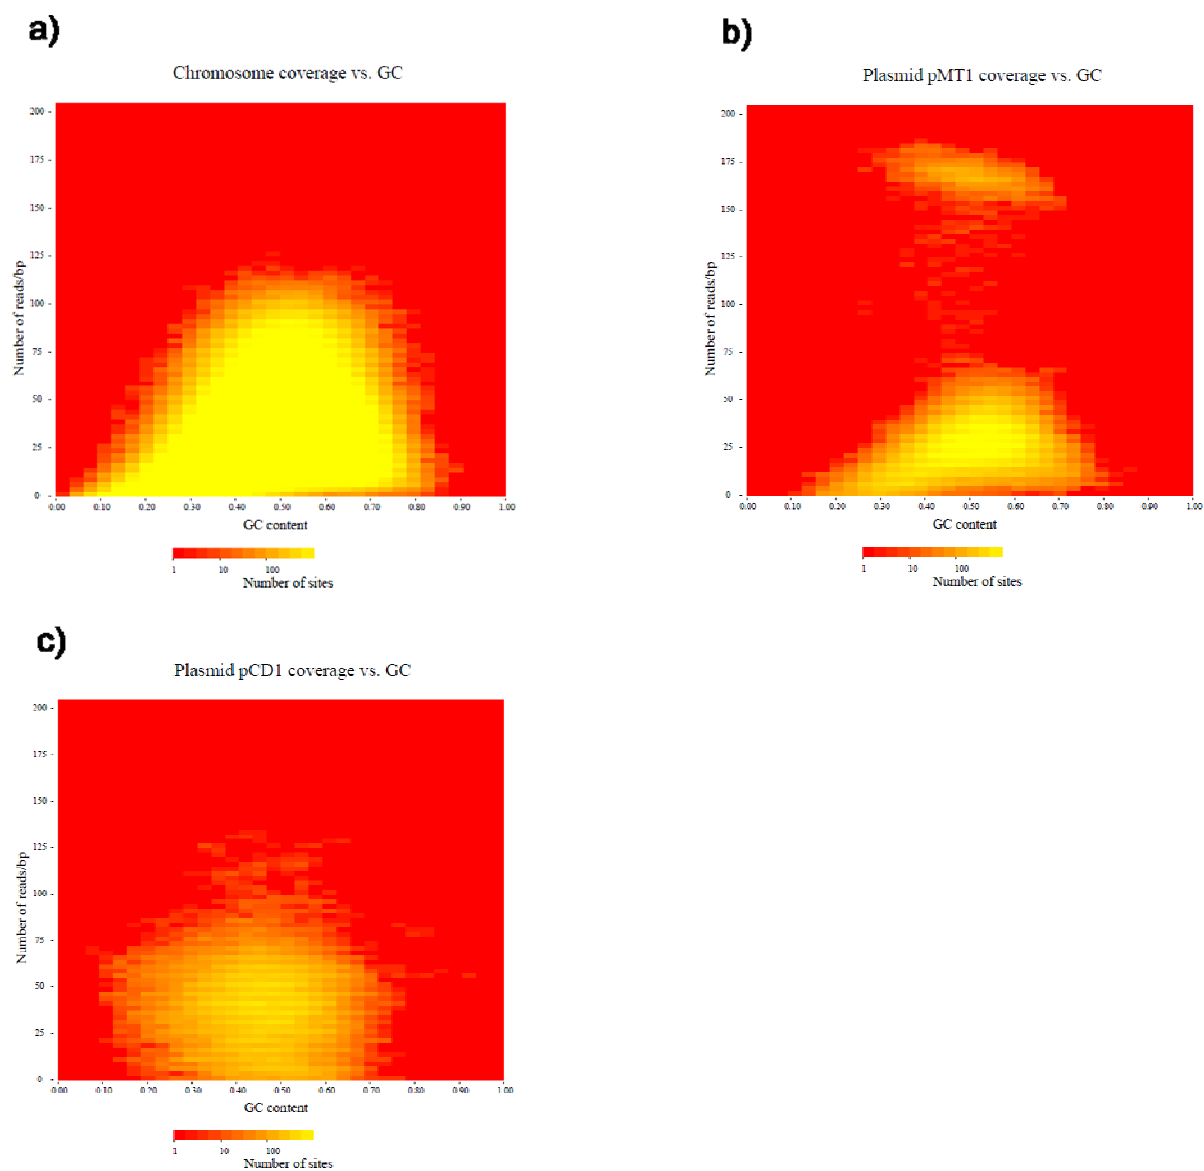 a)
Chromosome coverage vs. GC
Number of reads/bp
200
175
150
125
100
75
50
25
0
0.00 0.10 0.20 0.30 0.40 0.50 0.60 0.70 0.80 0.90 1.00
GC content
1 10 100
Number of sites
b)
Plasmid pMT1 coverage vs. GC
Number of reads/bp
200
175
150
125
100
75
50
25
0
0.00 0.10 0.20 0.30 0.40 0.50 0.60 0.70 0.80 0.90 1.00
GC content
1 10 100
Number of sites
c)
Plasmid pCD1 coverage vs. GC
Number of reads/bp
200
175
150
125
100
75
50
25
0
0.00 0.10 0.20 0.30 0.40 0.50 0.60 0.70 0.80 0.90 1.00
GC content
1 10 100
Number of sites